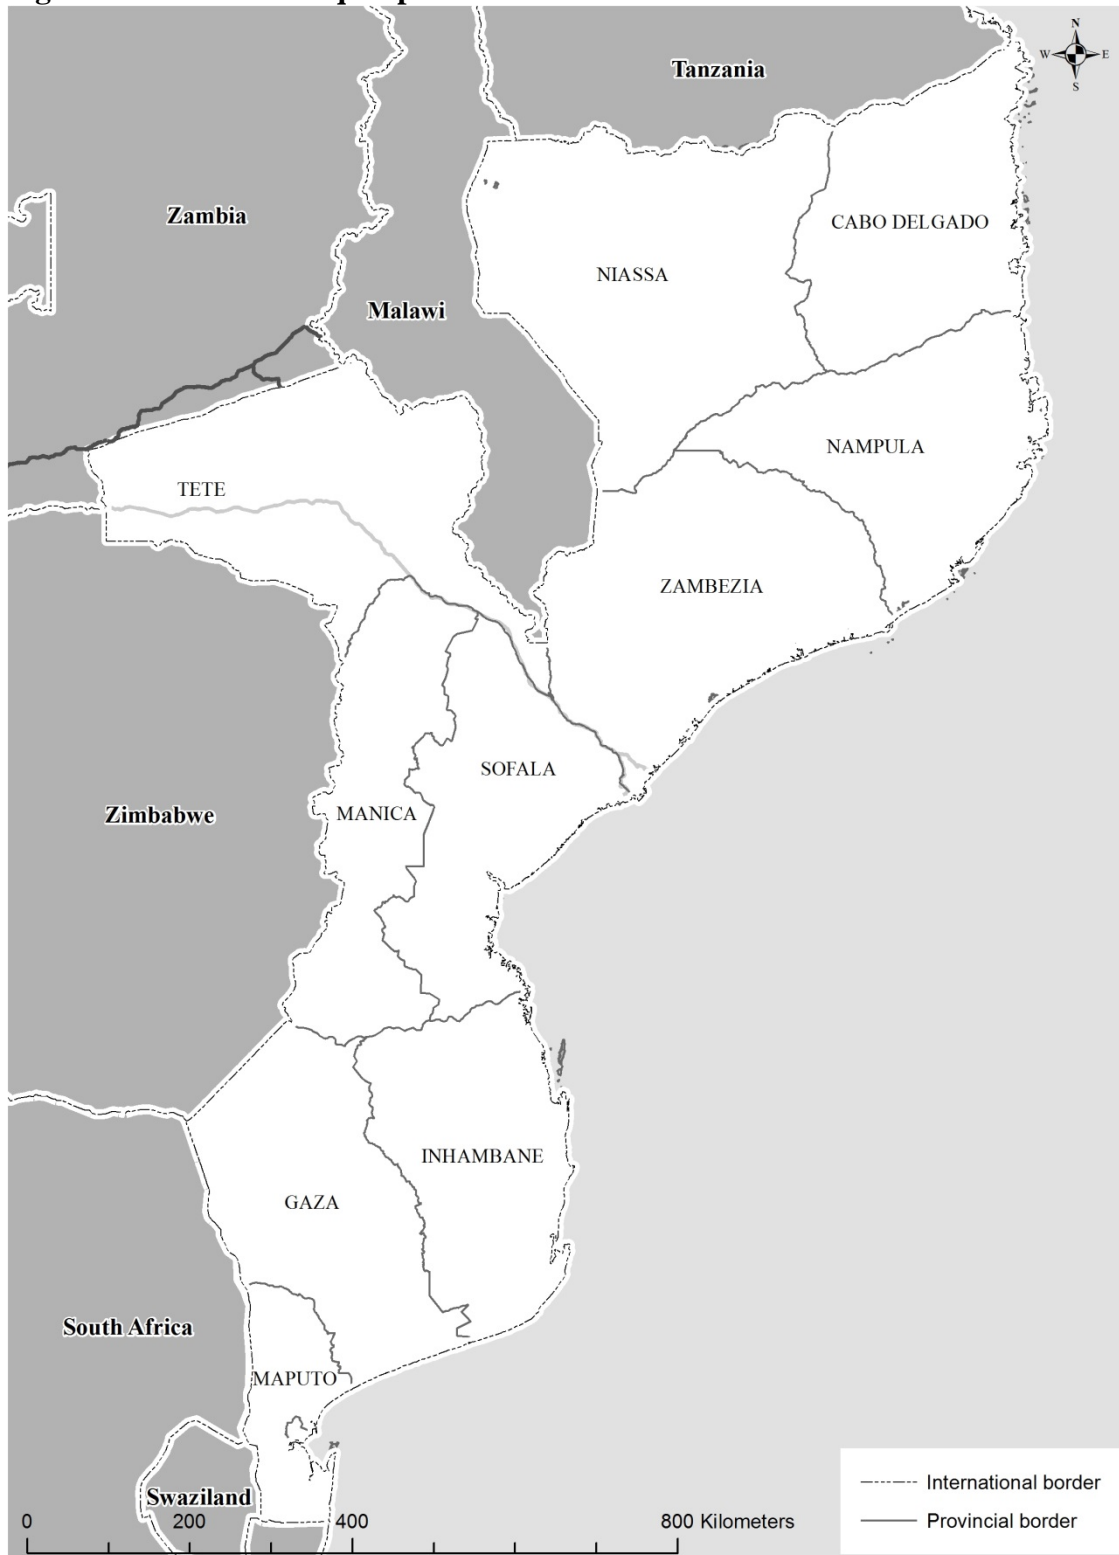 N
W E
S
Tanzania
Zambia
CABO DELGADO
NIASSA
Malawi
NAMPULA
TETE
ZAMBEZIA
SOFALA
MANICA
Zimbabwe
INHAMBANE
GAZA
South Africa
MAPUTO
Swaziland
International border
Provincial border
0 200 400 800 Kilometers